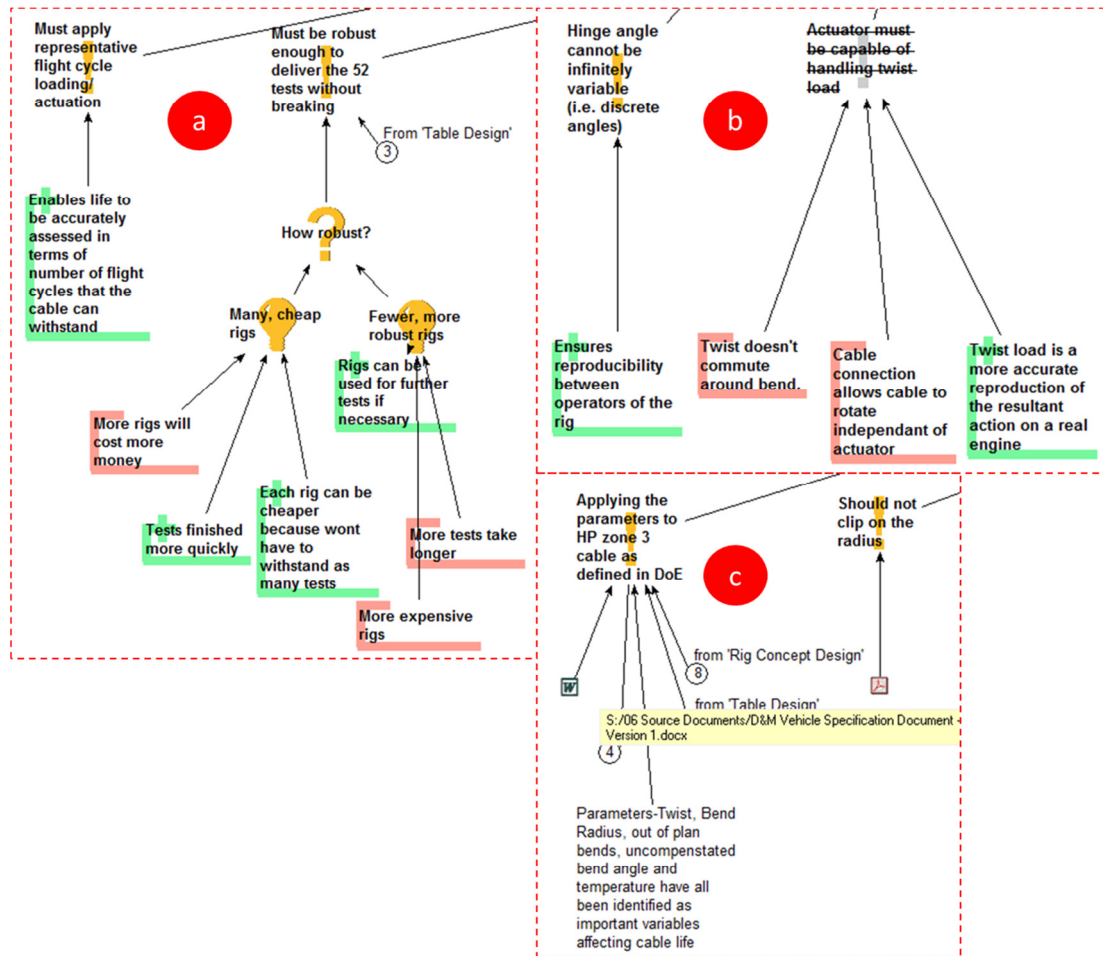 Must apply
representative
flight cycle
loading/
actuation
Must be robust
enough to
deliver the 52
tests without
breaking
a
From 'Table Design'
3
Enables life to
be accurately
assessed in
terms of
number of flight
cycles that the
cable can
withstand
How robust?
Many, cheap
rigs
Fewer, more
robust rigs
Rigs can be
used for further
tests if
necessary
More rigs will
cost more
money
Tests finished
more quickly
Each rig can be
cheaper
because wont
have to
withstand as
many tests
More tests take
longer
More expensive
rigs
Hinge angle
cannot be
infinitely
variable
(i.e. discrete
angles)
b
Actuator must
be capable of
handling twist
load
Ensures
reproducibility
between
operators of the
rig
Twist doesn't
commute
around bend.
Cable
connection
allows cable to
rotate
independant of
actuator
Twist load is a
more accurate
reproduction of
the resultant
action on a real
engine
Applying the
parameters to
HP zone 3
cable as
defined in DoE
c
Should not
clip on the
radius
from 'Rig Concept Design'
8
W
from 'Table Design'
S:/06 Source Documents/D&M Vehicle Specification Document
Version 1.docx
4
Parameters-Twist, Bend
Radius, out of plan
bends, uncompenstated
bend angle and
temperature have all
been identified as
important variables
affecting cable life